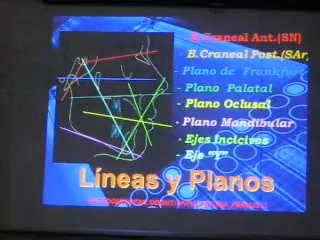 A.Craneal Ant.(SN)
B.Craneal Post.(SAr)
- Plano de Frankfurt
- Plano Palatal
- Plano Oclusal
- Plano Mandibular
- Ejes Incicivos
- Eje "Y"
Líneas y Planos